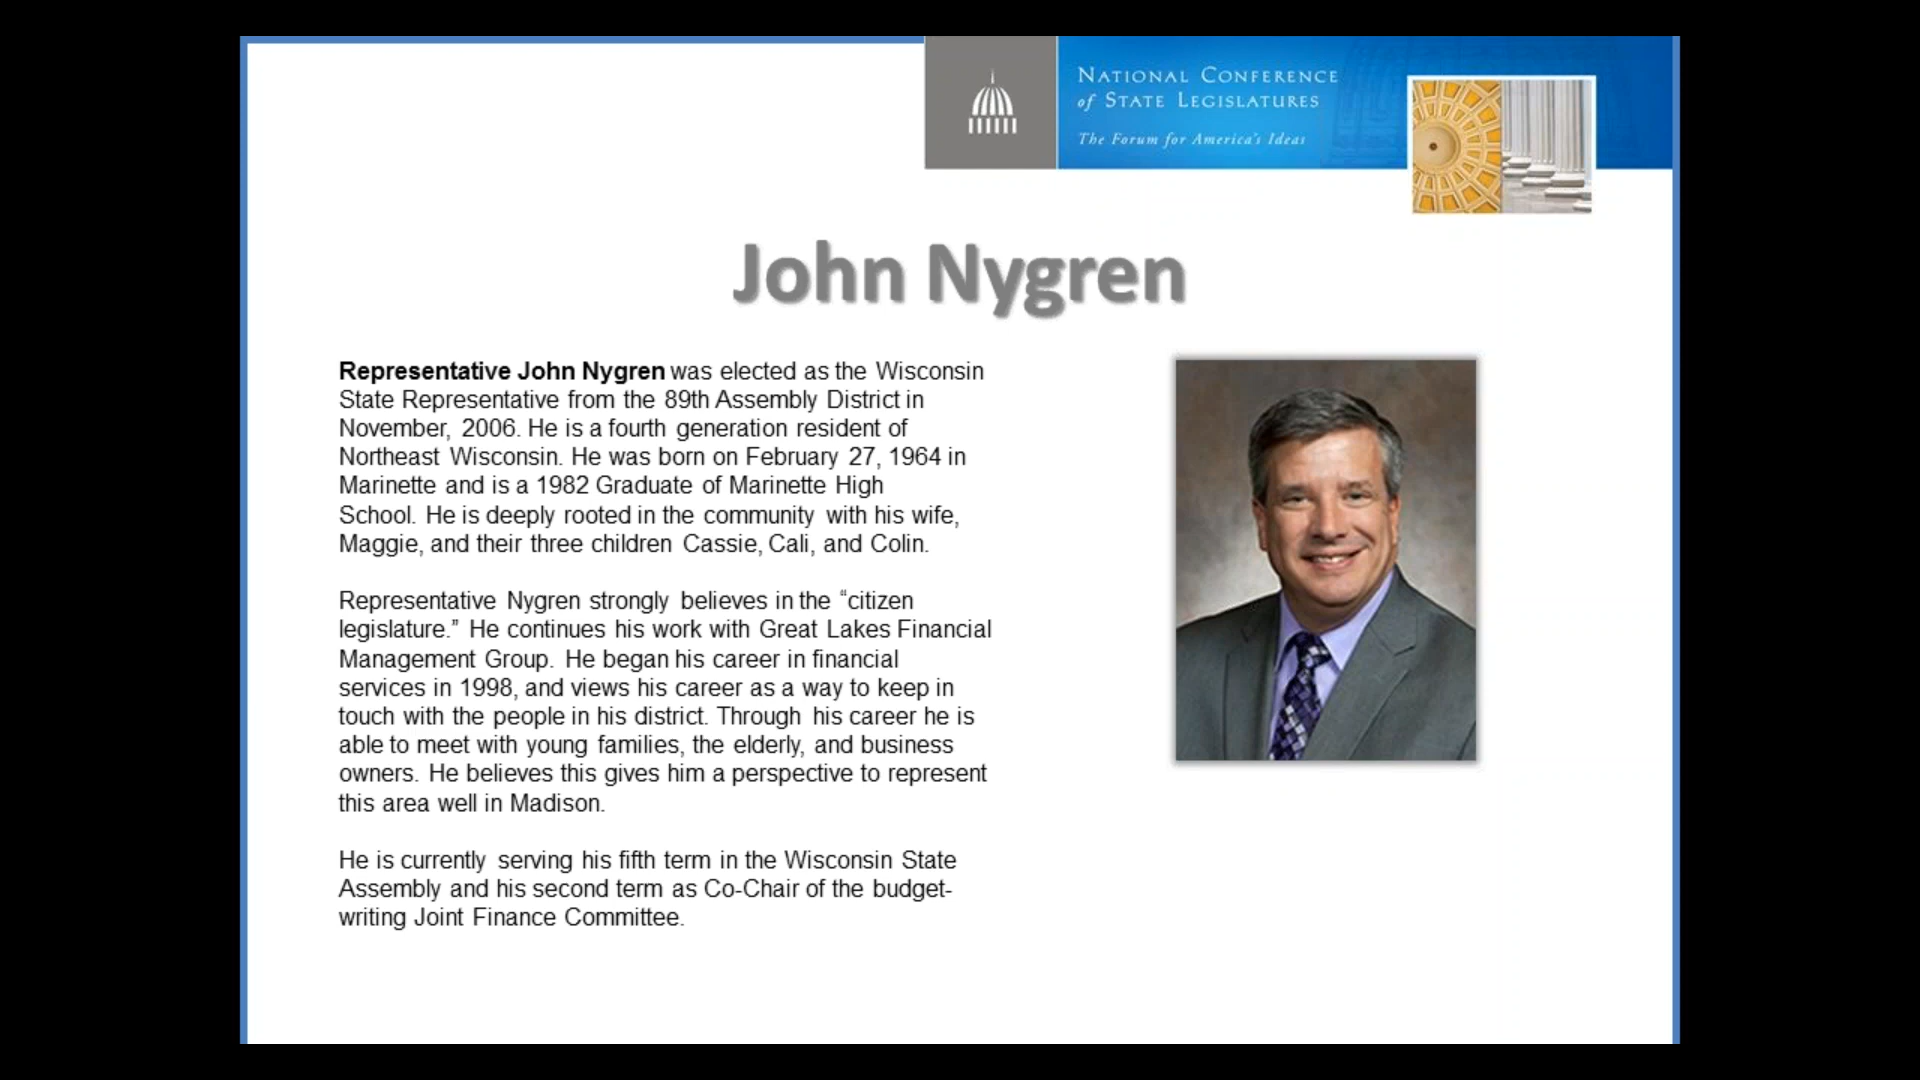 NATIONAL CONFERENCE
of STATE LEGISLATURES
The Forum for America's Ideas
John Nygren
Representative John Nygren was elected as the Wisconsin
State Representative from the 89th Assembly District in
November, 2006. He is a fourth generation resident of
Northeast Wisconsin. He was born on February 27, 1964 in
Marinette and is a 1982 Graduate of Marinette High
School. He is deeply rooted in the community with his wife,
Maggie, and their three children Cassie, Cali, and Colin.
Representative Nygren strongly believes in the “citizen
legislature.” He continues his work with Great Lakes Financial
Management Group. He began his career in financial
services in 1998, and views his career as a way to keep in
touch with the people in his district. Through his career he is
able to meet with young families, the elderly, and business
owners. He believes this gives him a perspective to represent
this area well in Madison.
He is currently serving his fifth term in the Wisconsin State
Assembly and his second term as Co-Chair of the budget-
writing Joint Finance Committee.